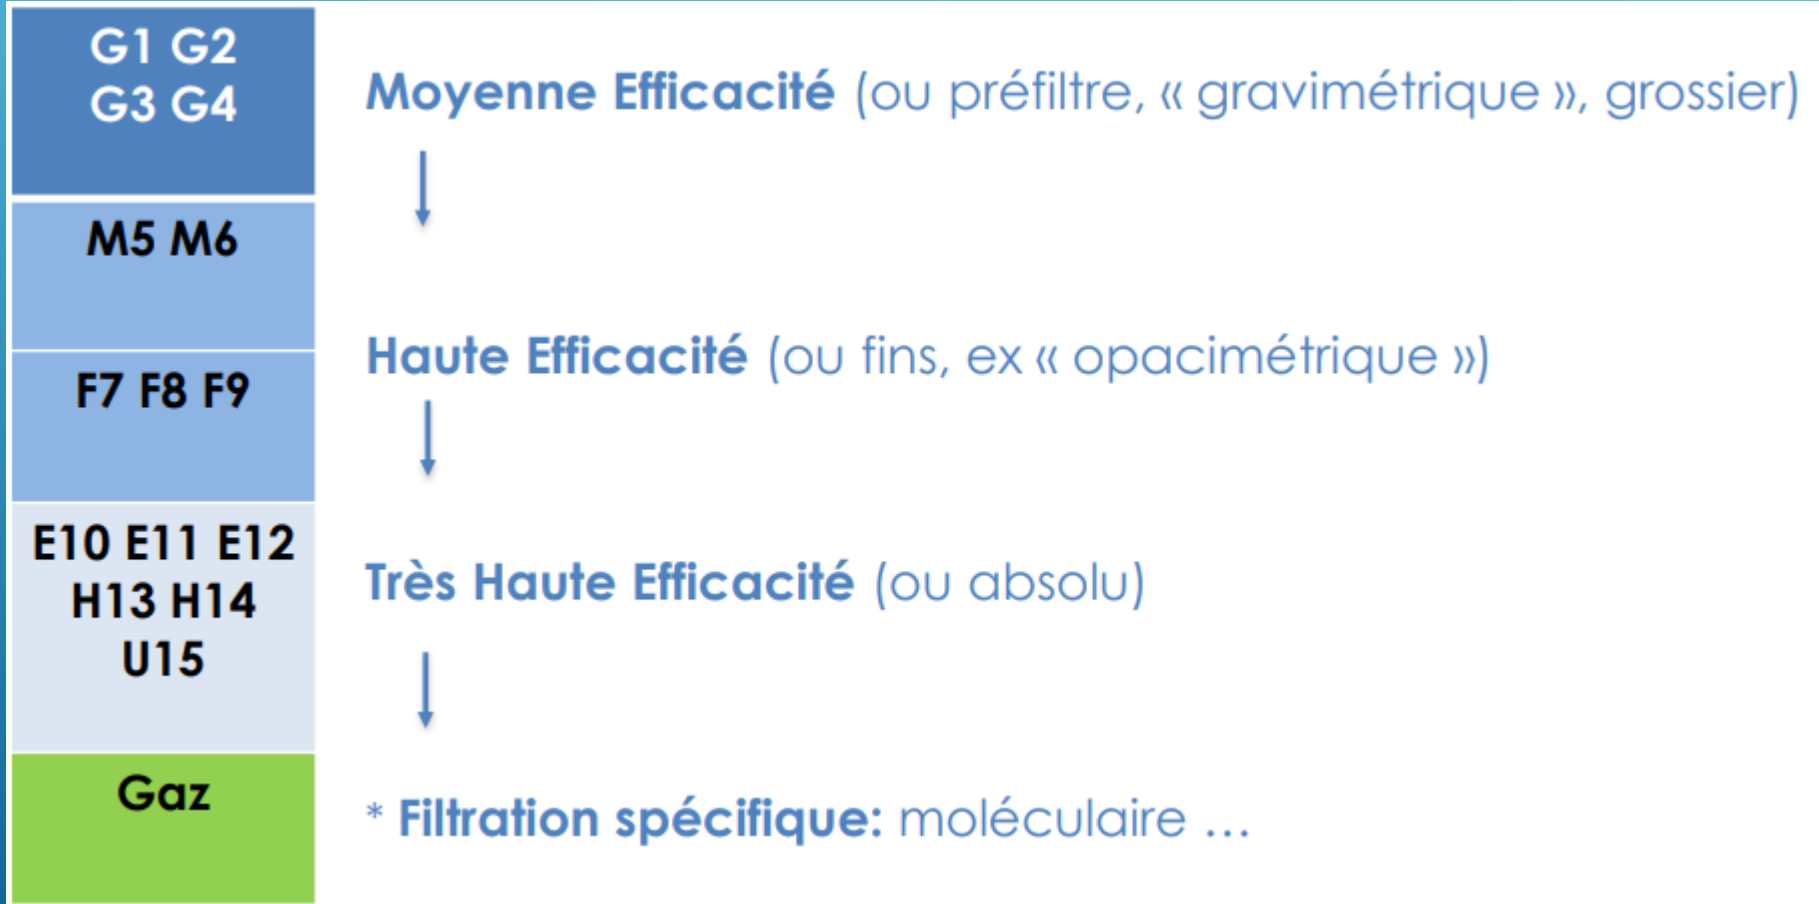 G1 G2
G3 G4
Moyenne Efficacité (ou préfiltre, « gravimétrique », grossier)
M5 M6
Haute Efficacité (ou fins, ex « opacimétrique »)
F7 F8 F9
E10 E11 E12
H13 H14
U15
Très Haute Efficacité (ou absolu)
Gaz
* Filtration spécifique: moléculaire ...